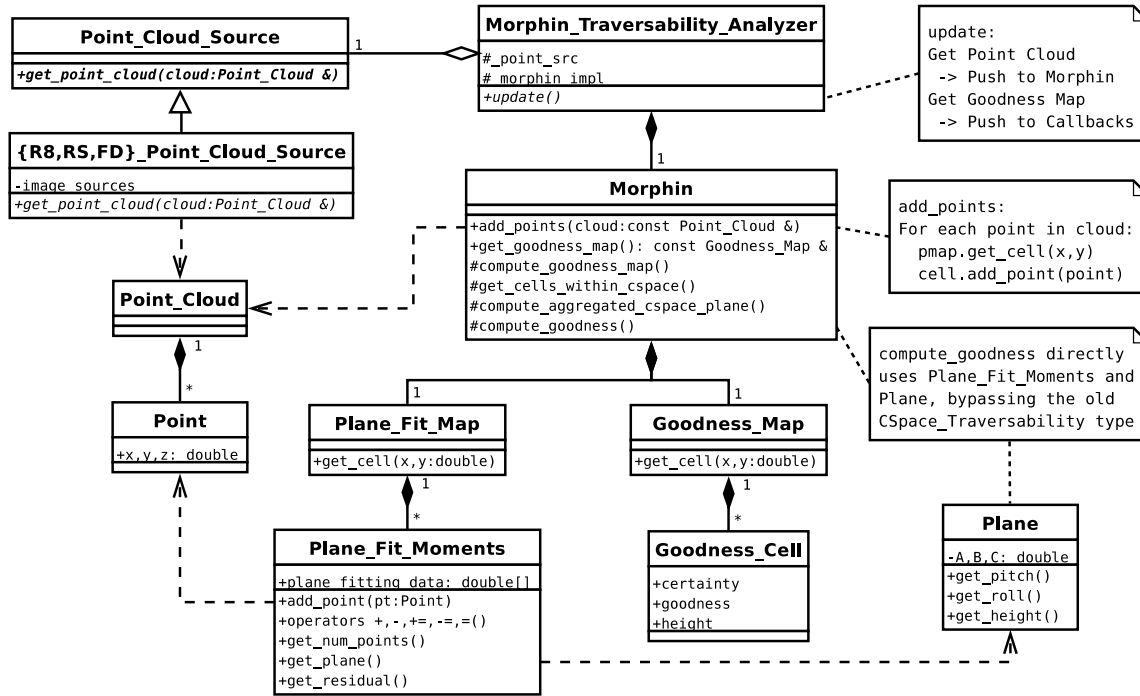 Point_Cloud_Source
+get_point_cloud(cloud:Point_Cloud &)
1
Morphin_Traversability_Analyzer
#_point_src
#_morphin_impl
+update()
update:
Get Point Cloud
-> Push to Morphin
Get Goodness Map
-> Push to Callbacks
{R8,RS,FD}_Point_Cloud_Source
-image_sources
+get_point_cloud(cloud:Point_Cloud &)
1
Morphin
+add_points(cloud:const Point_Cloud &)
+get_goodness_map(): const Goodness_Map &
#compute_goodness_map()
#get_cells_within_cspace()
#compute_aggregated_cspace_plane()
#compute_goodness()
add_points:
For each point in cloud:
pmap.get_cell(x,y)
cell.add_point(point)
Point_Cloud
1
*
Point
+x,y,z: double
compute_goodness directly
uses Plane_Fit_Moments and
Plane, bypassing the old
CSpace_Traversability type
1
Plane_Fit_Map
+get_cell(x,y:double)
1
*
1
Goodness_Map
+get_cell(x,y:double)
1
*
Plane_Fit_Moments
+plane_fitting_data: double[]
+add_point(pt:Point)
+operators +,-,+=,-=,=()
+get_num_points()
+get_plane()
+get_residual()
Goodness_Cell
+certainty
+goodness
+height
Plane
-A,B,C: double
+get_pitch()
+get_roll()
+get_height()